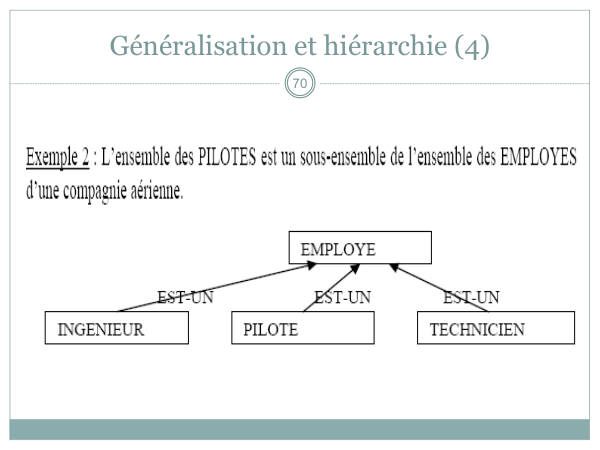 Généralisation et hiérarchie (4)
70
Exemple 2 : L'ensemble des PILOTES est un sous-ensemble de l'ensemble des EMPLOYES
d'une compagnie aérienne.
EMPLOYE
EST-UN EST-UN EST-UN
INGENIEUR PILOTE TECHNICIEN